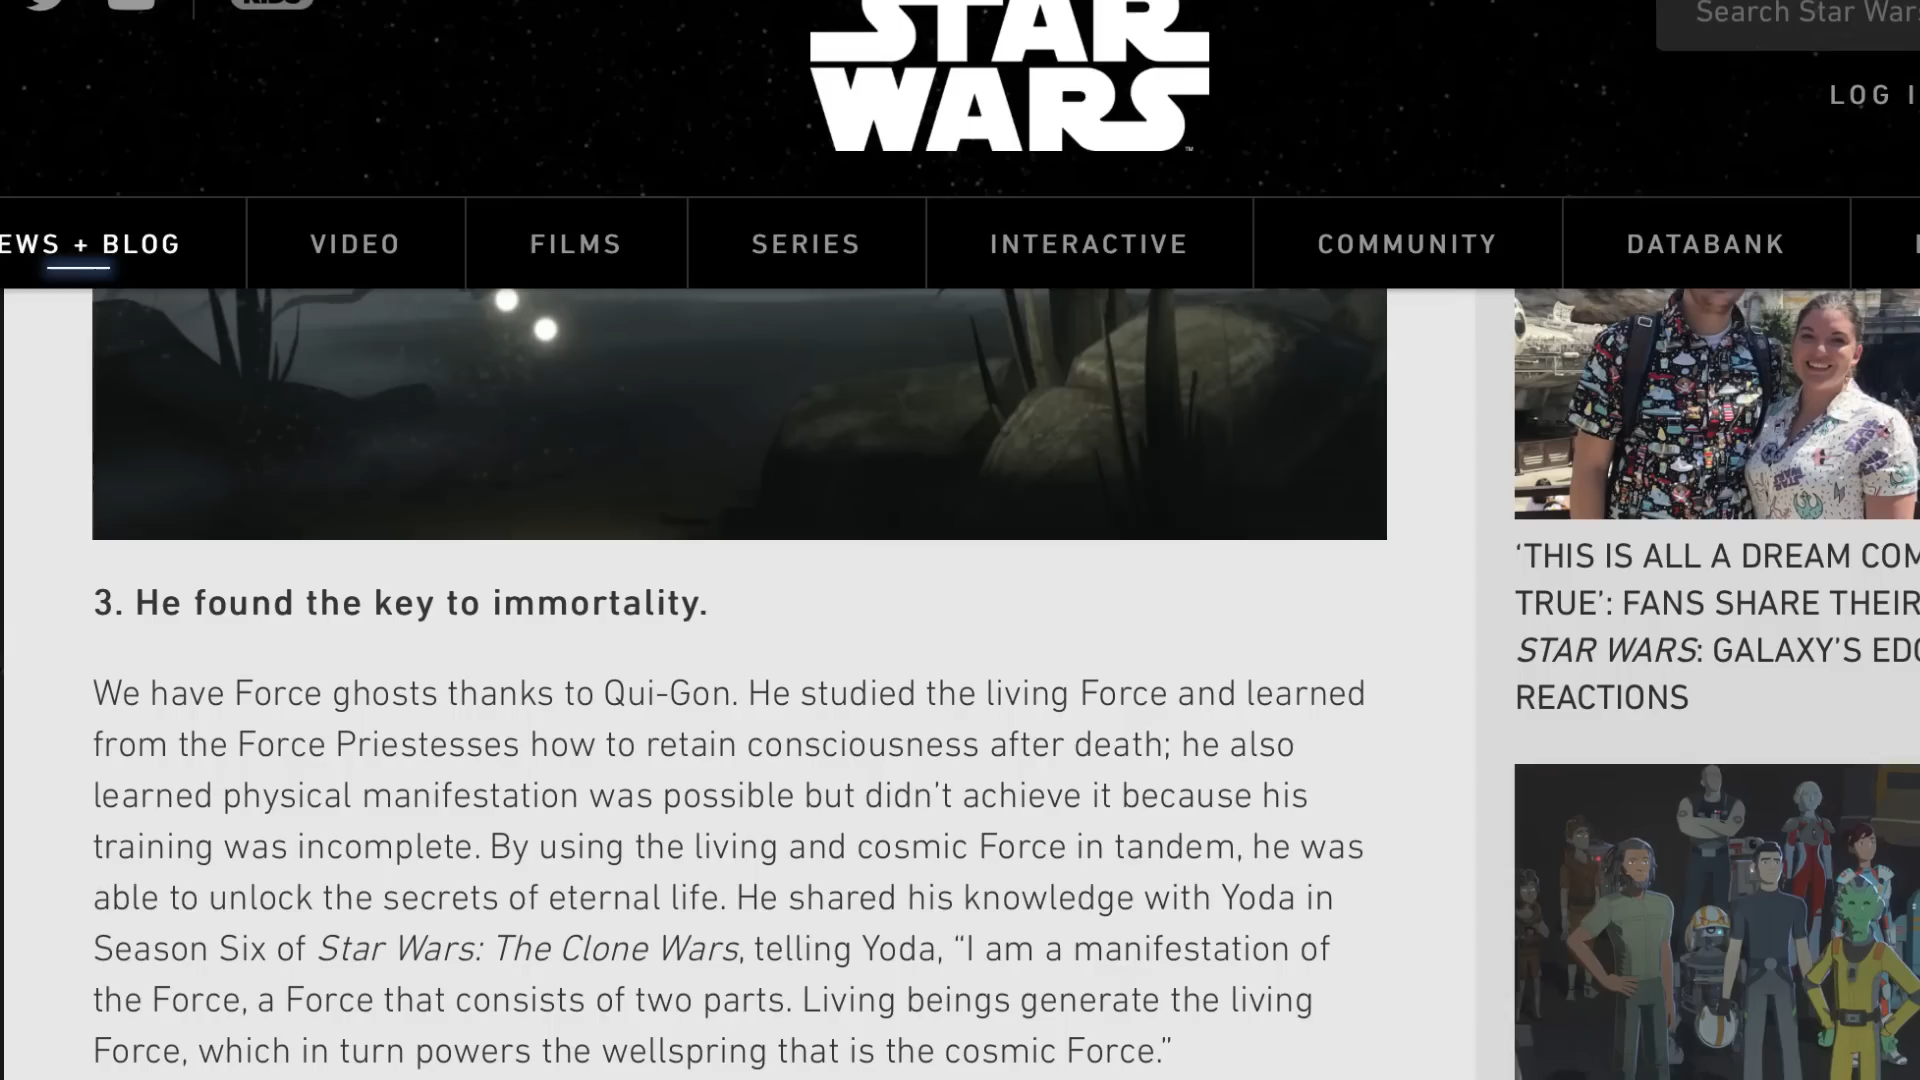 STAR
WARS
Search Star Wars
LOG I
EWS + BLOG
VIDEO
FILMS
SERIES
INTERACTIVE
COMMUNITY
DATABANK
3. He found the key to immortality.
We have Force ghosts thanks to Qui-Gon. He studied the living Force and learned
from the Force Priestesses how to retain consciousness after death; he also
learned physical manifestation was possible but didn’t achieve it because his
training was incomplete. By using the living and cosmic Force in tandem, he was
able to unlock the secrets of eternal life. He shared his knowledge with Yoda in
Season Six of Star Wars: The Clone Wars, telling Yoda, “I am a manifestation of
the Force, a Force that consists of two parts. Living beings generate the living
Force, which in turn powers the wellspring that is the cosmic Force.”
‘THIS IS ALL A DREAM COM
TRUE’: FANS SHARE THEIR
STAR WARS: GALAXY’S EDG
REACTIONS